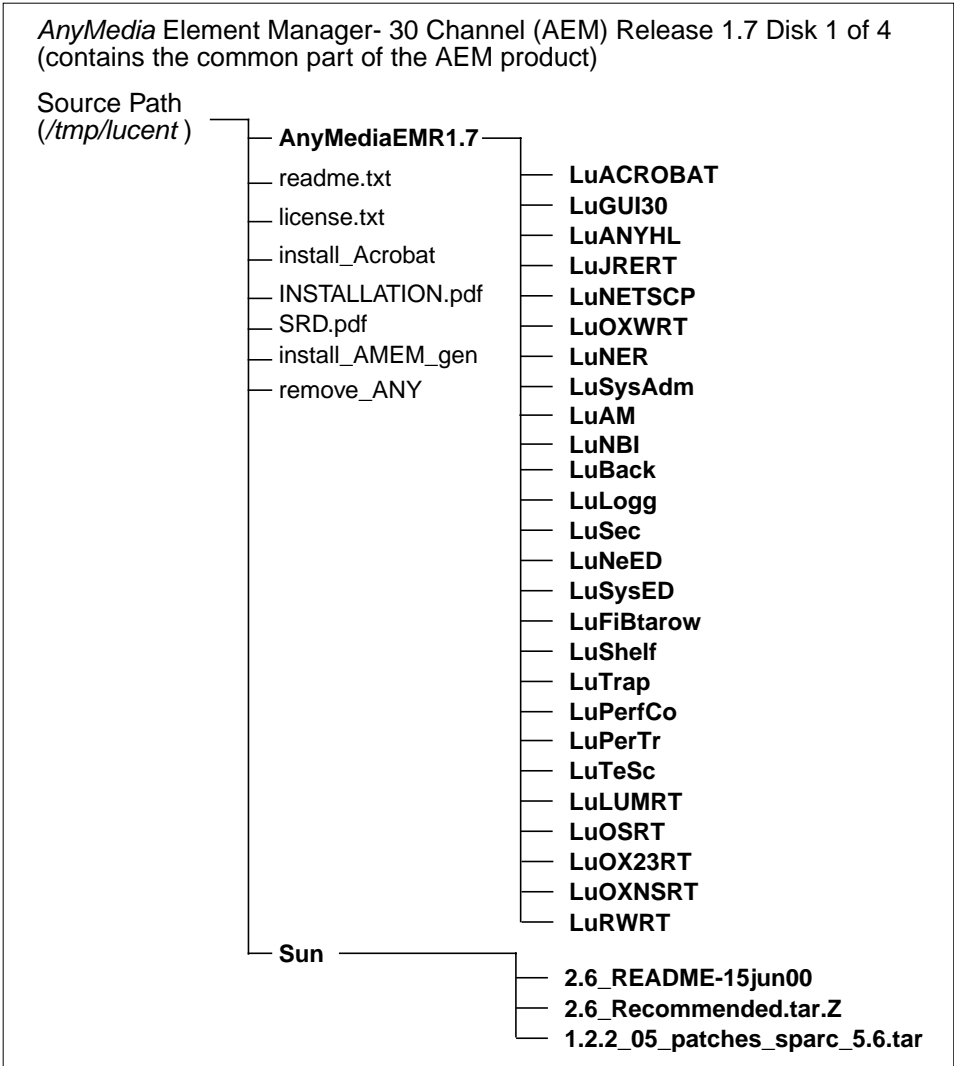 AnyMedia Element Manager- 30 Channel (AEM) Release 1.7 Disk 1 of 4
(contains the common part of the AEM product)
Source Path
(/tmp/lucent )
AnyMediaEMR1.7
readme.txt
license.txt
install_Acrobat
INSTALLATION.pdf
SRD.pdf
install_AMEM_gen
remove_ANY
LuACROBAT
LuGUI30
LuANYHL
LuJRERT
LuNETSCP
LuOXWRT
LuNER
LuSysAdm
LuAM
LuNBI
LuBack
LuLogg
LuSec
LuNeED
LuSysED
LuFiBtarow
LuShelf
LuTrap
LuPerfCo
LuPerTr
LuTeSc
LuLUMRT
LuOSRT
LuOX23RT
LuOXNSRT
LuRWRT
Sun
2.6_README-15jun00
2.6_Recommended.tar.Z
1.2.2_05_patches_sparc_5.6.tar